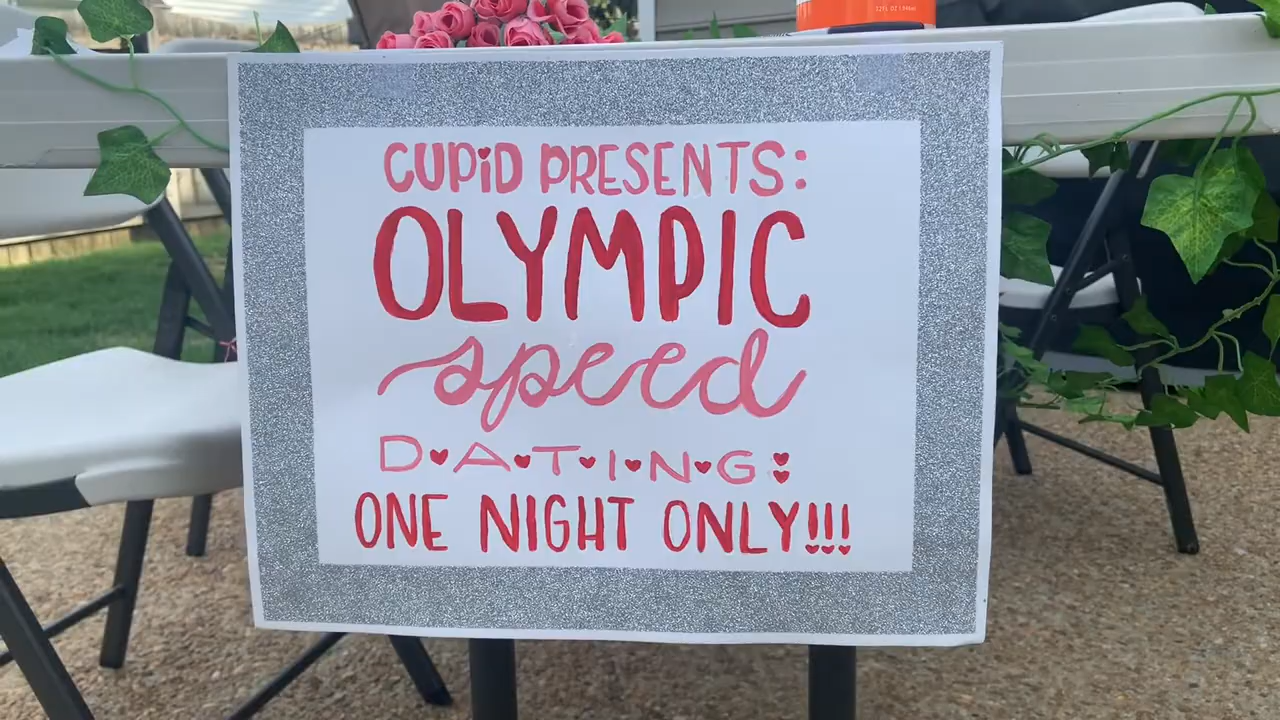 CUPiD PRESENTS:
OLYMPIC
speed
D♥A♥T♥I♥N♥G:
ONE NIGHT ONLY!!!